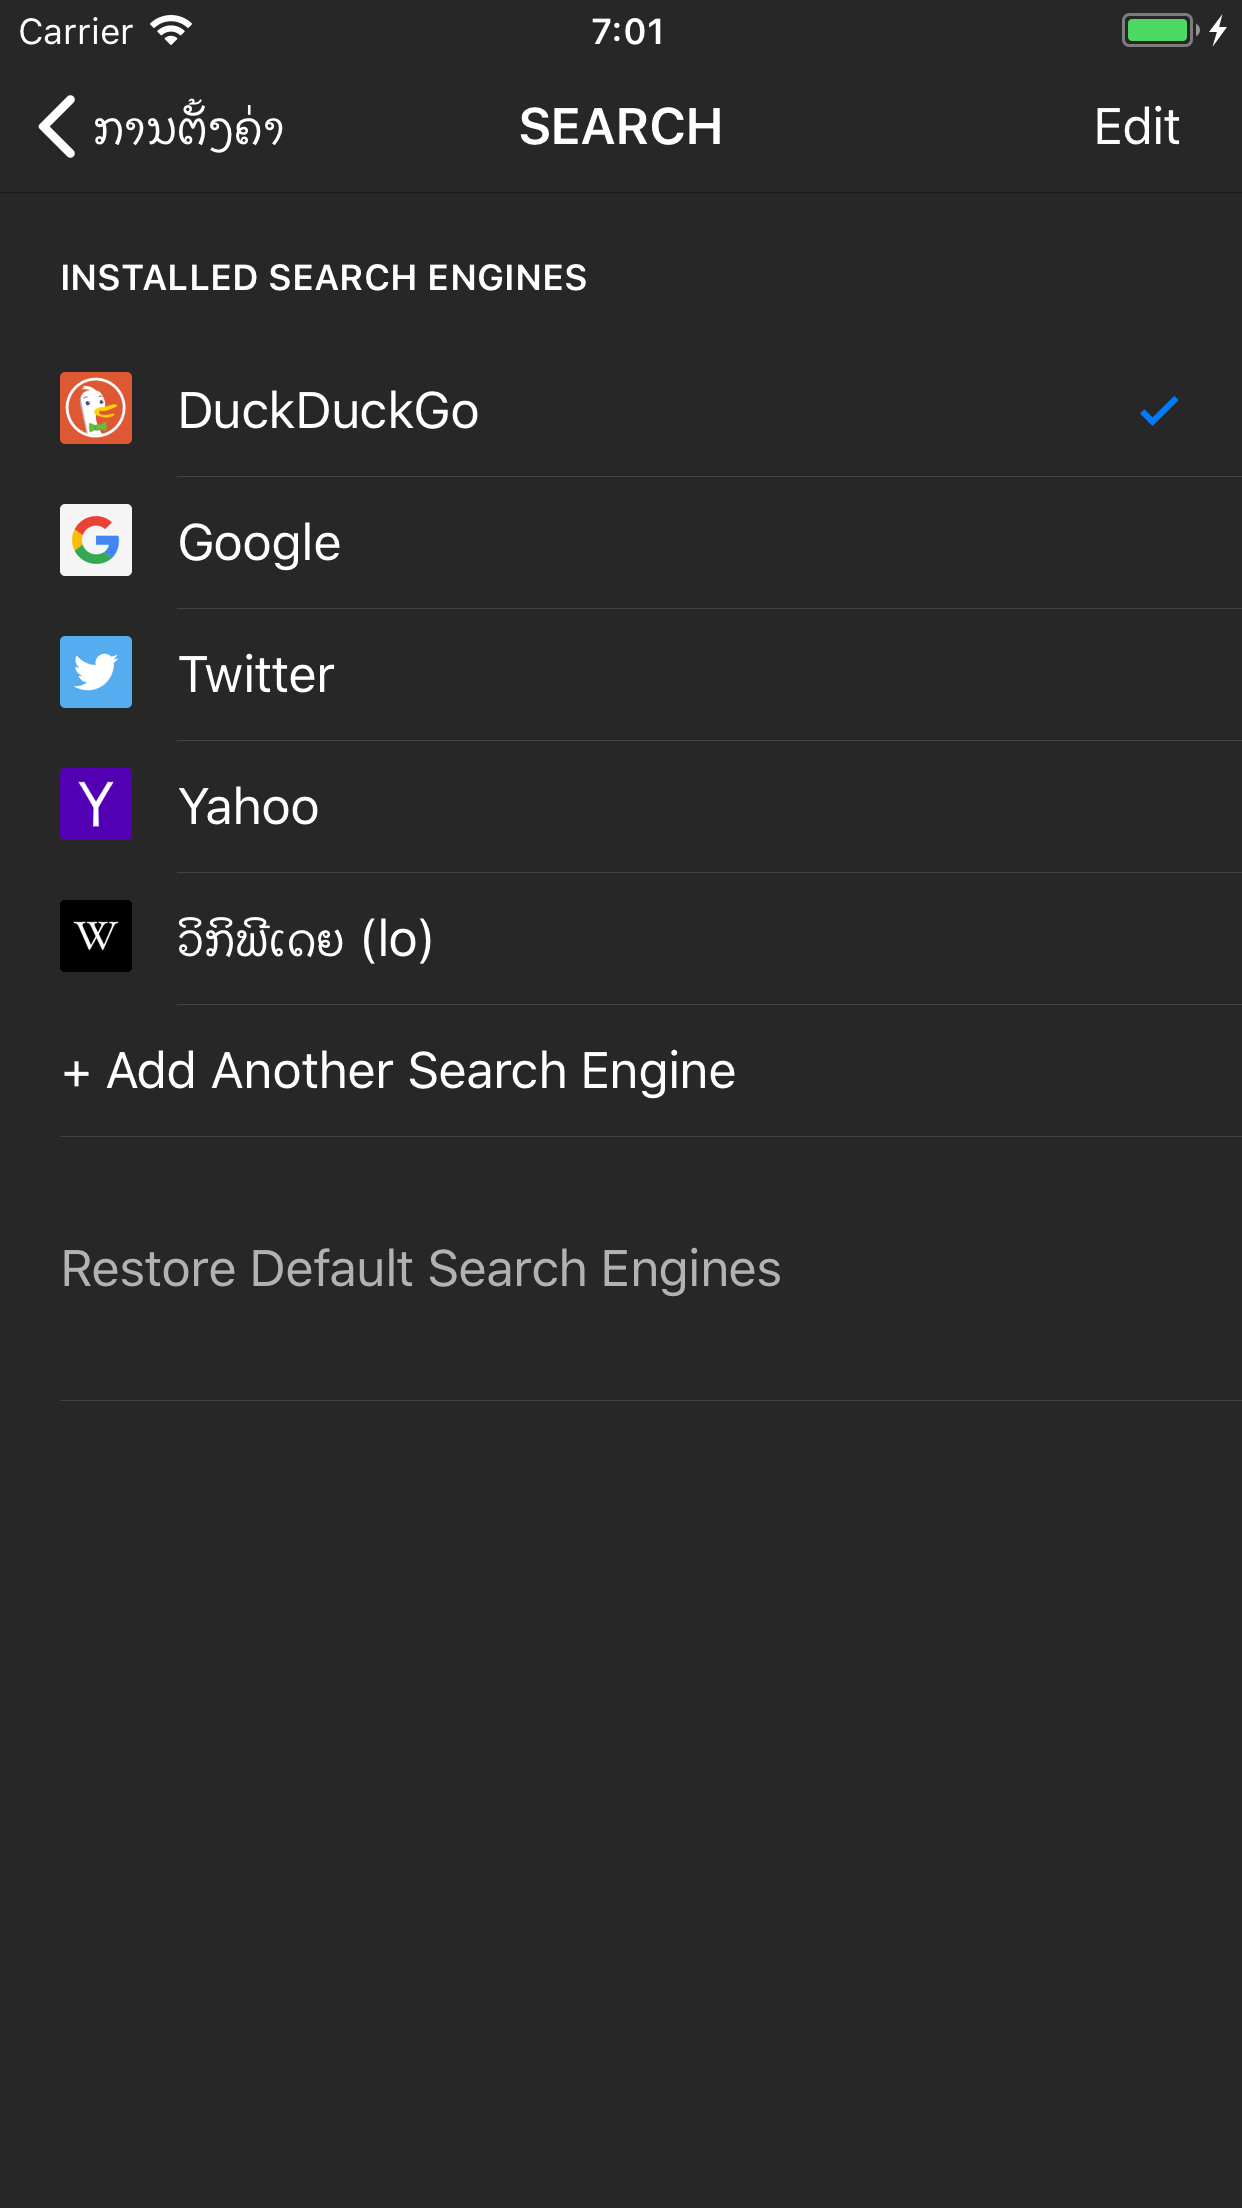 Carrier 7:01
ການຕັ້ງຄ່າ SEARCH Edit
INSTALLED SEARCH ENGINES
DuckDuckGo
Google
Twitter
Y Yahoo
W ວິກິພີເດຍ (lo)
+ Add Another Search Engine
Restore Default Search Engines